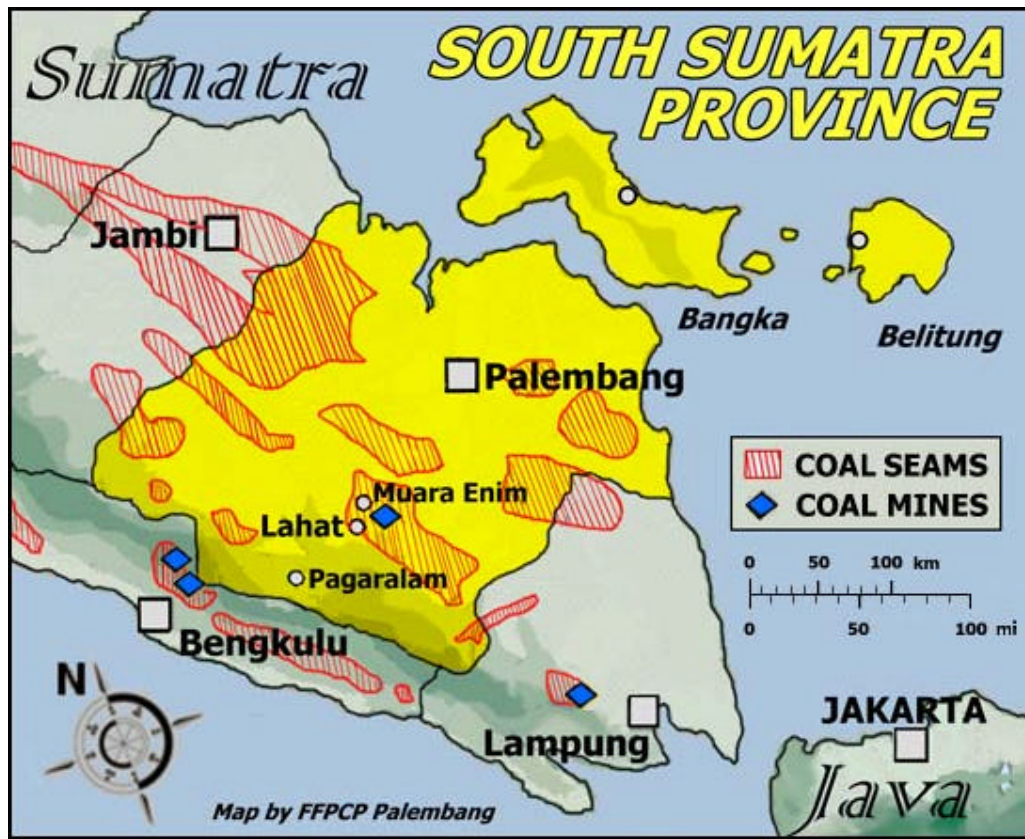 Sumatra
SOUTH SUMATRA
PROVINCE
Jambi
Bangka
Belitung
Palembang
COAL SEAMS
COAL MINES
Muara Enim
Lahat
Pagaralam
0 50 100 km
0 50 100 mi
Bengkulu
N
Lampung
JAKARTA
Java
Map by FFPCP Palembang